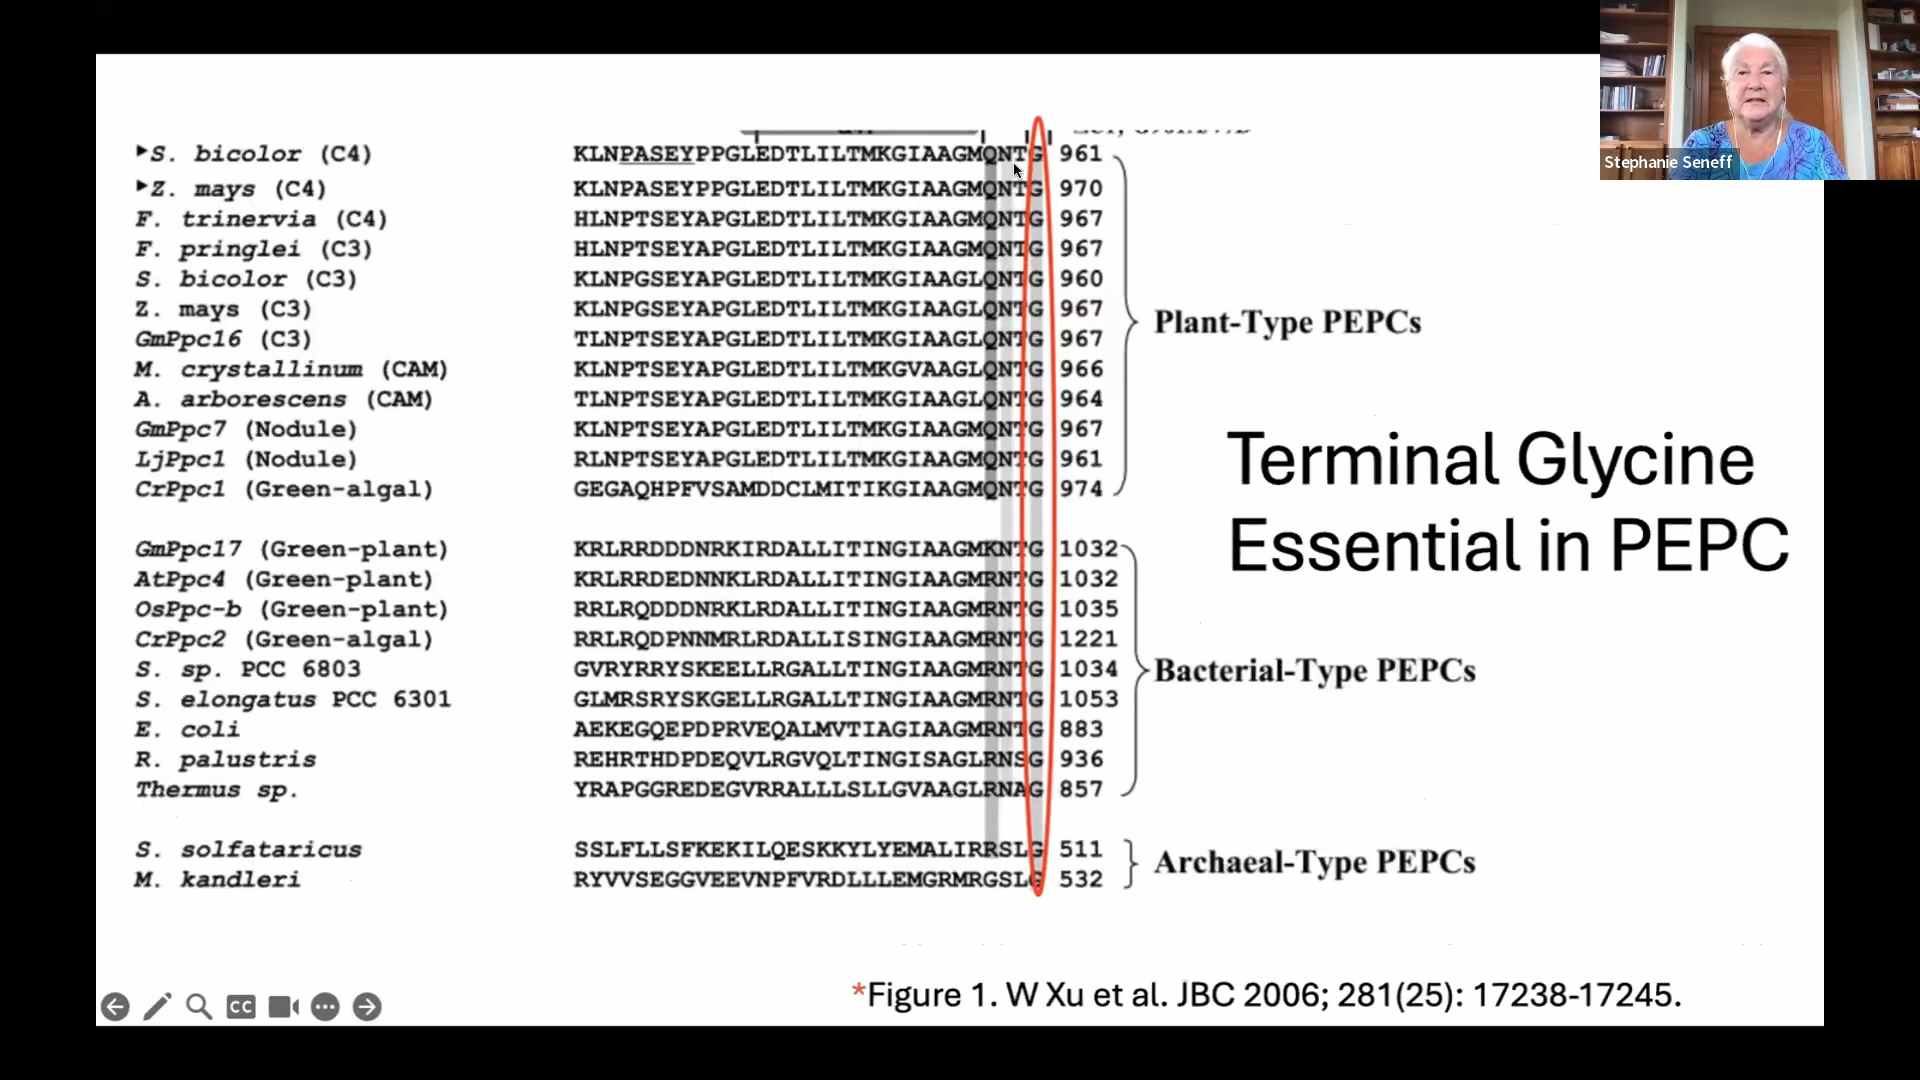 Stephanie Seneff
▸S. bicolor (C4) KLNPASEYPPGLEDTLILTMKGIAAGMQNTG 961
▸Z. mays (C4) KLNPASEYPPGLEDTLILTMKGIAAGMQNTG 970
F. trinervia (C4) HLNPTSEYAPGLEDTLILTMKGIAAGMQNTG 967
F. pringlei (C3) HLNPTSEYAPGLEDTLILTMKGIAAGMQNTG 967
S. bicolor (C3) KLNPGSEYAPGLEDTLILTMKGIAAGLQNTG 960
Z. mays (C3) KLNPGSEYAPGLEDTLILTMKGIAAGLQNTG 967
GmPpc16 (C3) TLNPTSEYAPGLEDTLILTMKGIAAGLQNTG 967
M. crystallinum (CAM) KLNPTSEYAPGLEDTLILTMKGVAAGLQNTG 966
A. arborescens (CAM) TLNPTSEYAPGLEDTLILTMKGIAAGLQNTG 964
GmPpc7 (Nodule) KLNPTSEYAPGLEDTLILTMKGIAAGMQNTG 967
LjPpc1 (Nodule) RLNPTSEYAPGLEDTLILTMKGIAAGMQNTG 961
CrPpc1 (Green-algal) GEGAQHPFVSAMDDCLMITIKGIAAGMQNTG 974
Plant-Type PEPCs
GmPpc17 (Green-plant) KRLRRDDDNRKIRDALLITINGIAAGMKNTG 1032
AtPpc4 (Green-plant) KRLRRDEDNNKLRDALLITINGIAAGMRNTG 1032
OsPpc-b (Green-plant) RRLRQDDDNRKLRDALLITINGIAAGMRNTG 1035
CrPpc2 (Green-algal) RRLRQDPNNMRLRDALLISINGIAAGMRNTG 1221
S. sp. PCC 6803 GVRYRRYSKEELLRGALLTINGIAAGMRNTG 1034
S. elongatus PCC 6301 GLMRSRYSKGELLRGALLTINGIAAGMRNTG 1053
E. coli AEKEGQEPDPRVEQALMVTIAGIAAGMRNTG 883
R. palustris REHRTHDPDEQVLRGVQLTINGISAGLRNSG 936
Thermus sp. YRAPGGREDEGVRRALLLSLLGVAAGLRNAG 857
Bacterial-Type PEPCs
S. solfataricus SSLFLLSFKEKILQESKKYLYEMALIRRSLG 511
M. kandleri RYVVSEGGVEEVNPFVRDLLLEMGRMRGSLG 532
Archaeal-Type PEPCs
Terminal Glycine
Essential in PEPC
CC
*Figure 1. W Xu et al. JBC 2006; 281(25): 17238-17245.